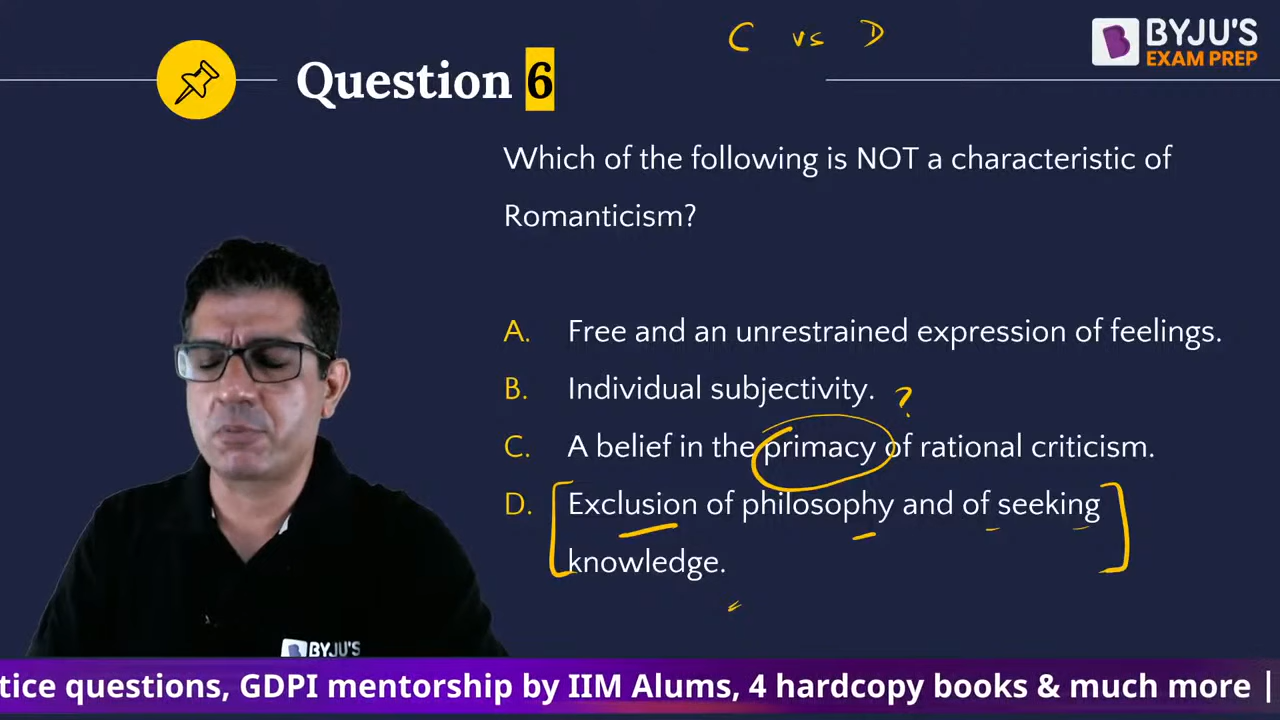 C vs D
BYJU'S
EXAM PREP
Question 6
Which of the following is NOT a characteristic of
Romanticism?
A. Free and an unrestrained expression of feelings.
B. Individual subjectivity.
?
C. A belief in the primacy of rational criticism.
D. Exclusion of philosophy and of seeking
knowledge.
BYJU'S
tice questions, GDPI mentorship by IIM Alums, 4 hardcopy books & much more |